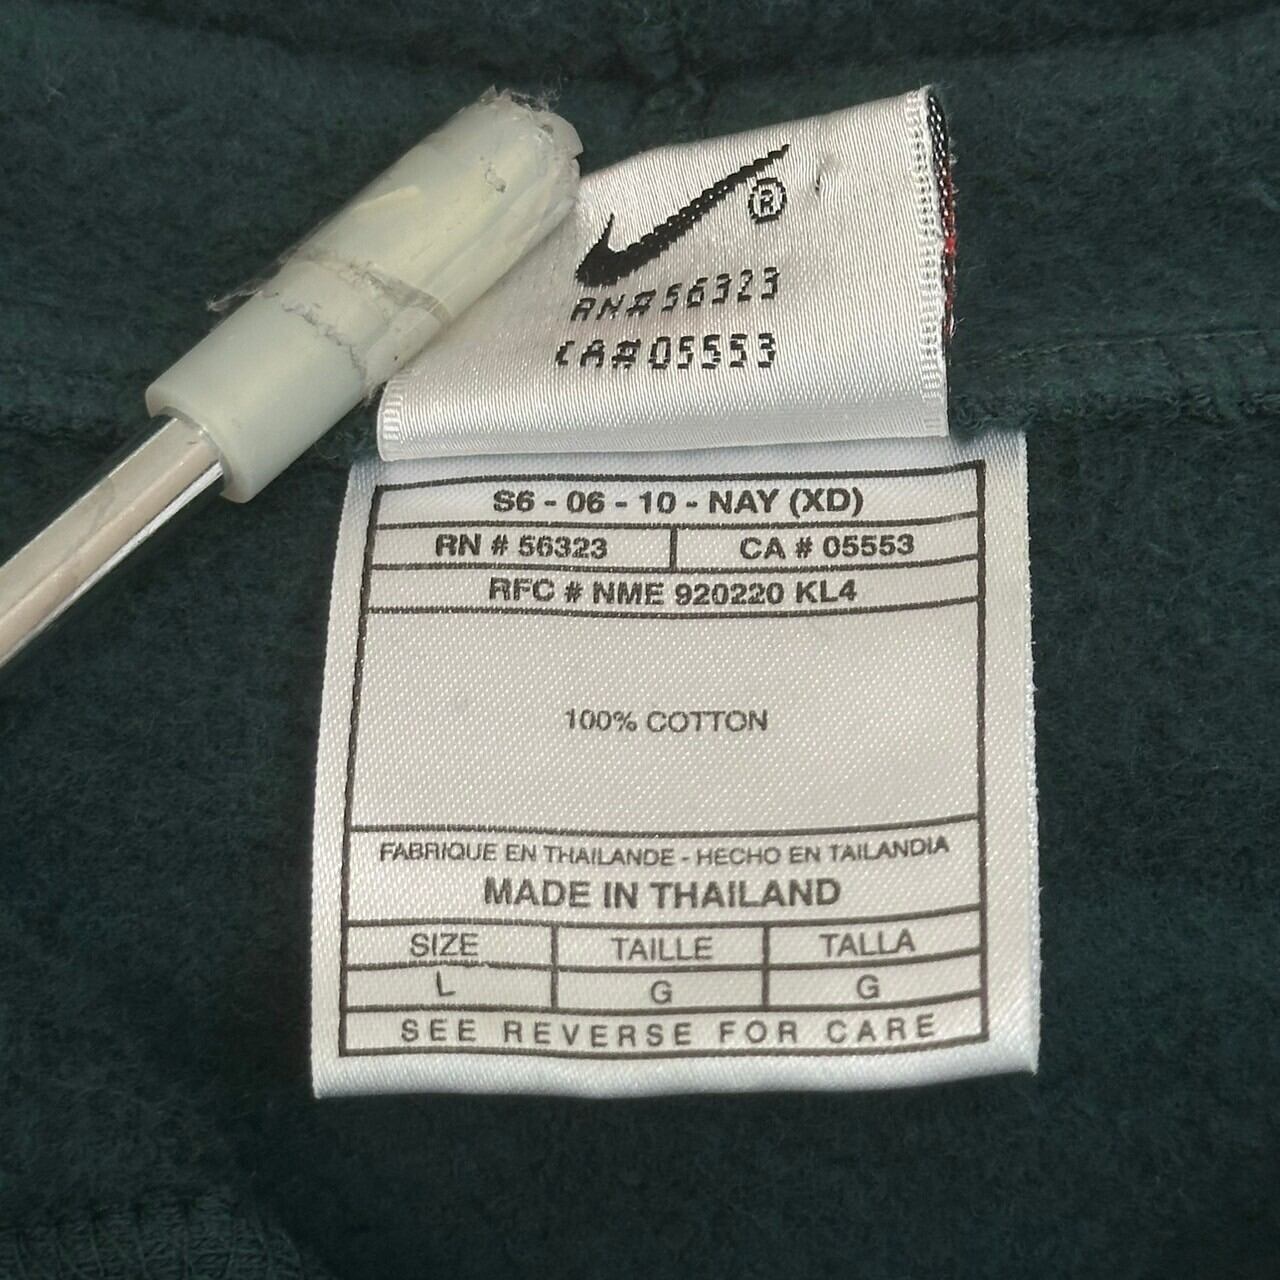 ®
RN#56323
CA#05553
S6 - 06 - 10 - NAY (XD)
RN # 56323 CA # 05553
RFC # NME 920220 KL4
100% COTTON
FABRIQUE EN THAILANDE - HECHO EN TAILANDIA
MADE IN THAILAND
SIZE TAILLE TALLA
L G G
SEE REVERSE FOR CARE